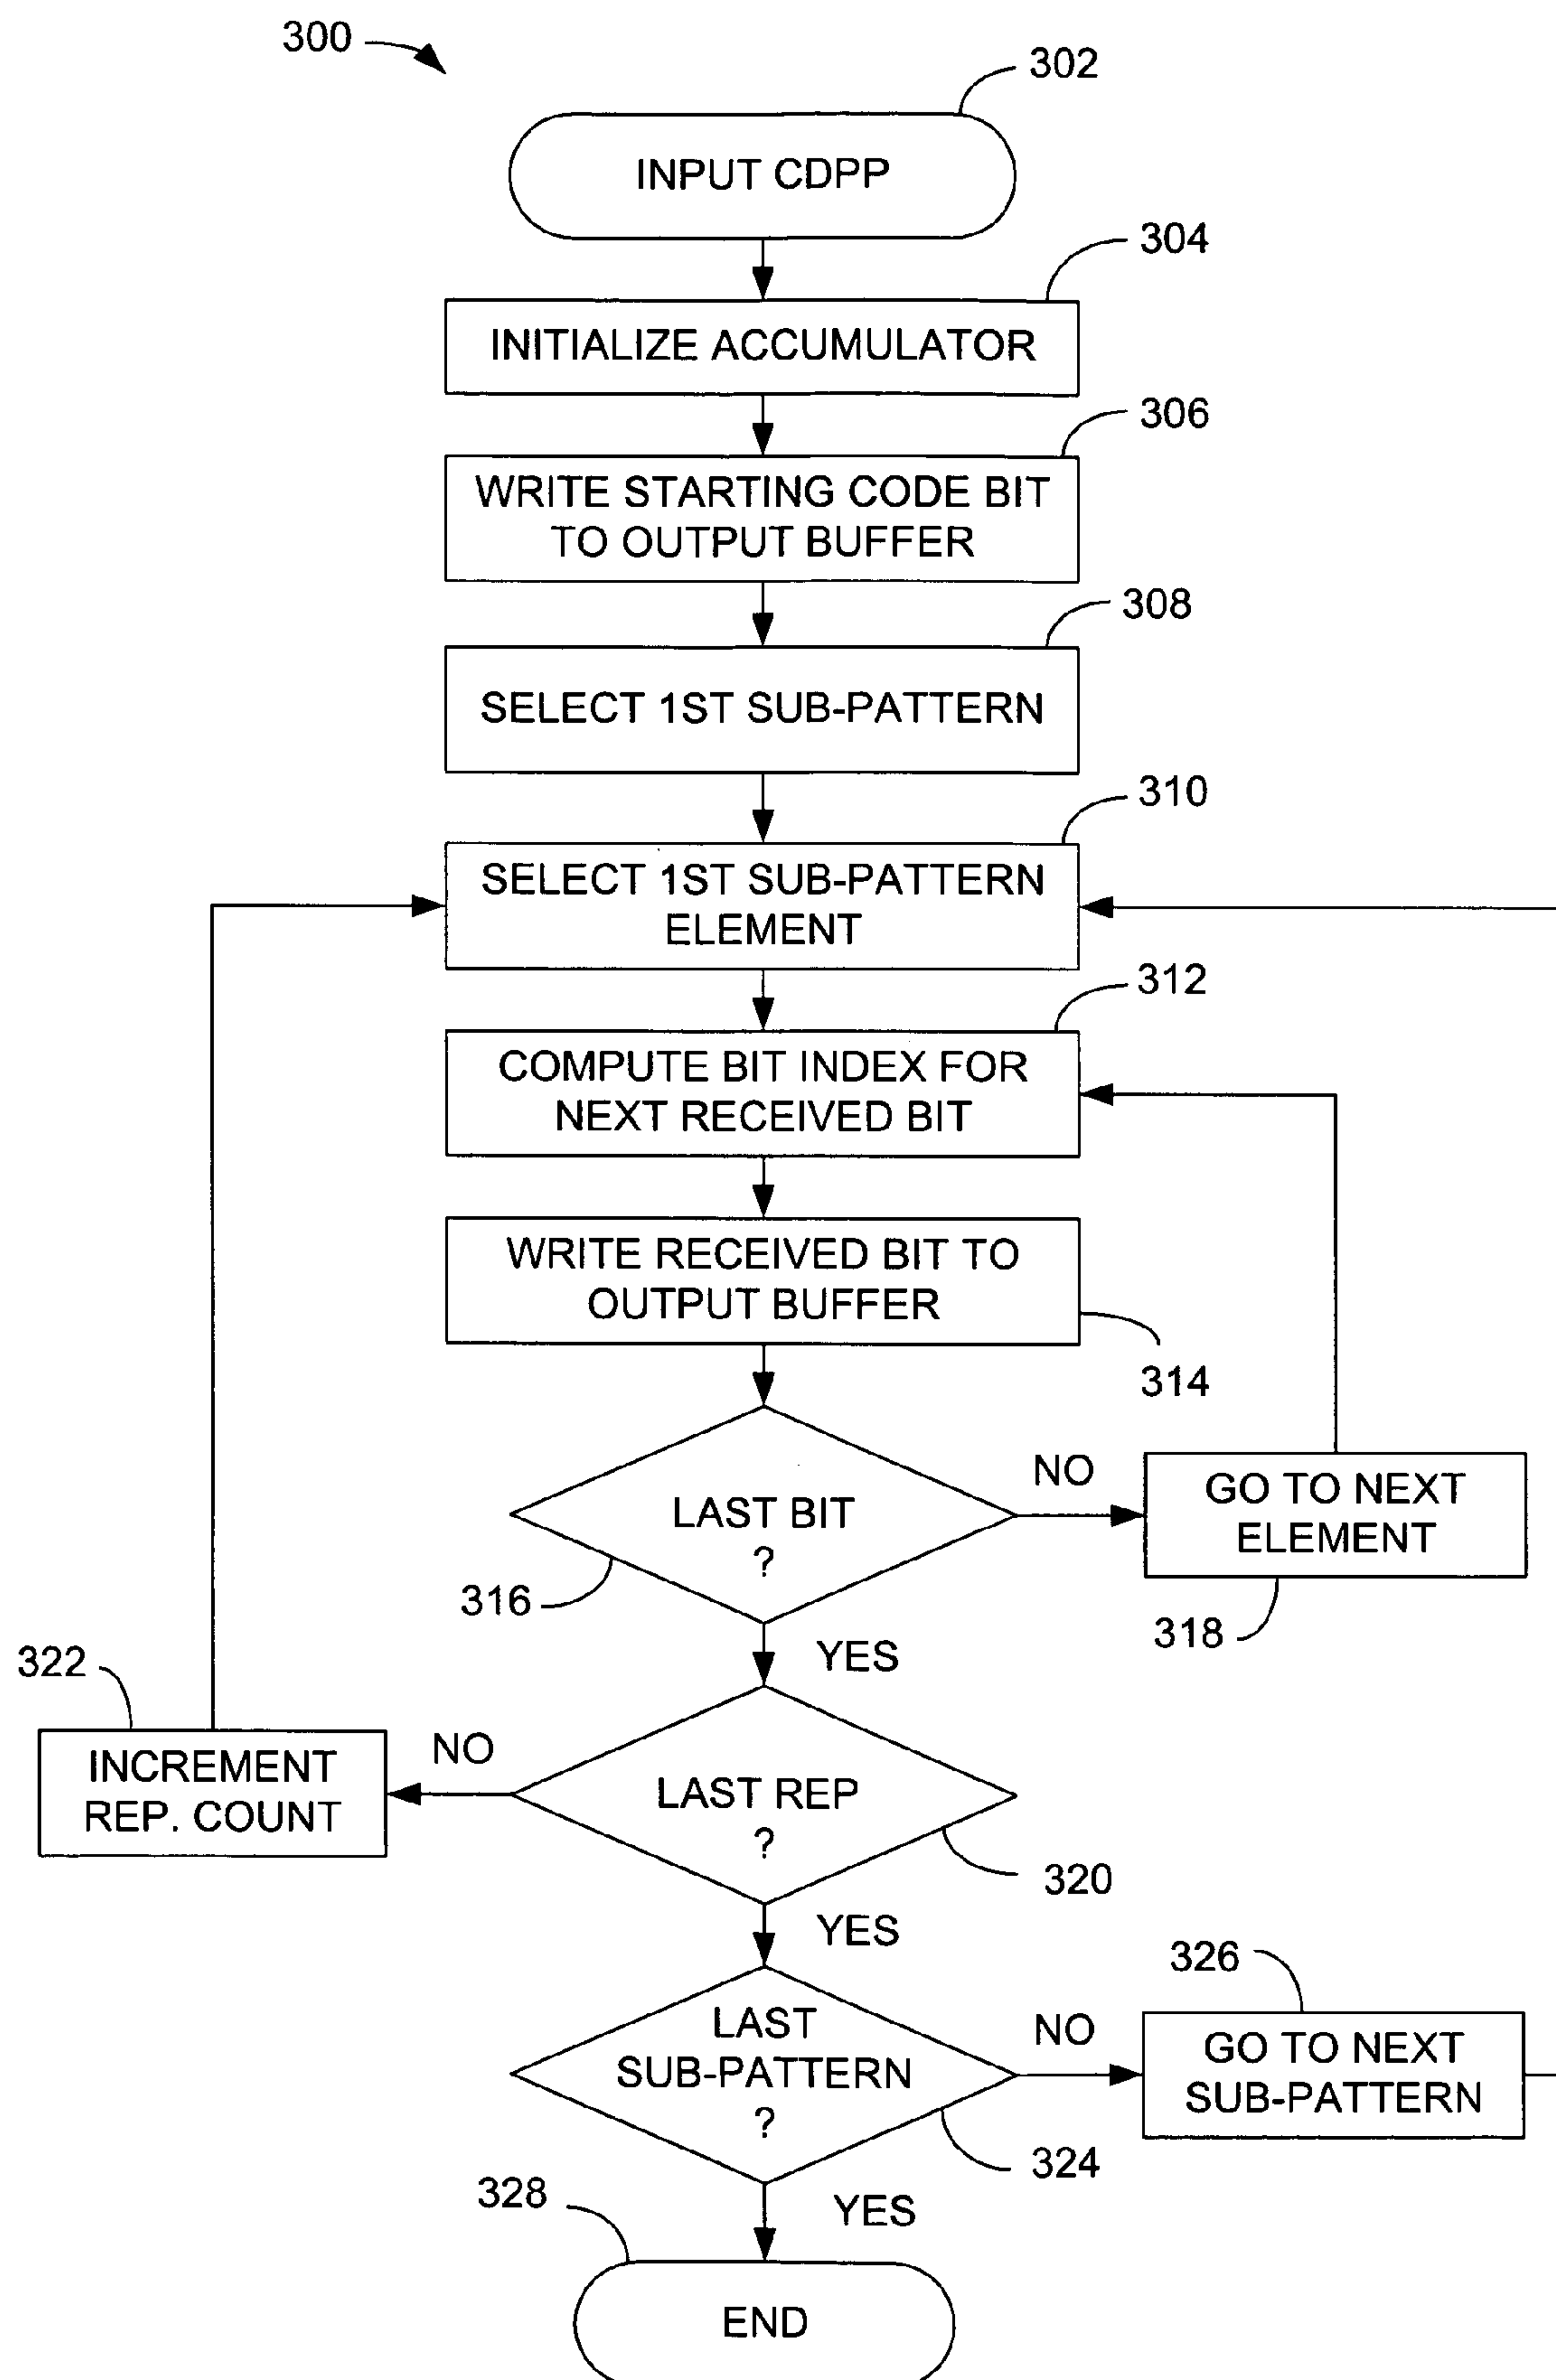 300
302
INPUT CDPP
304
INITIALIZE ACCUMULATOR
306
WRITE STARTING CODE BIT
TO OUTPUT BUFFER
308
SELECT 1ST SUB-PATTERN
310
SELECT 1ST SUB-PATTERN
ELEMENT
312
COMPUTE BIT INDEX FOR
NEXT RECEIVED BIT
WRITE RECEIVED BIT TO
OUTPUT BUFFER
314
LAST BIT
?
NO
GO TO NEXT
ELEMENT
316
318
YES
322
INCREMENT
REP. COUNT
NO
LAST REP
?
320
YES
326
LAST
SUB-PATTERN
?
NO
GO TO NEXT
SUB-PATTERN
324
328
YES
END